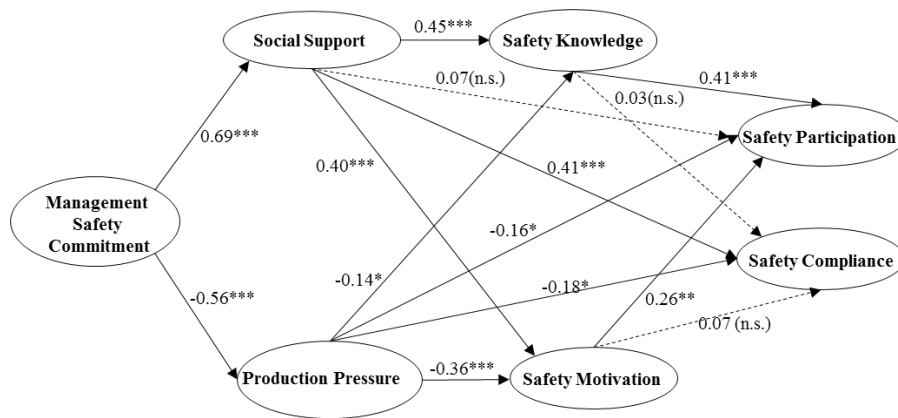 0.45***
Social Support
Safety Knowledge
0.07(n.s.)
0.41***
0.03(n.s.)
Safety Participation
0.69***
0.40***
0.41***
Management
Safety
Commitment
-0.16*
Safety Compliance
-0.14*
-0.56***
-0.18*
0.26**
0.07 (n.s.)
Production Pressure
-0.36***
Safety Motivation